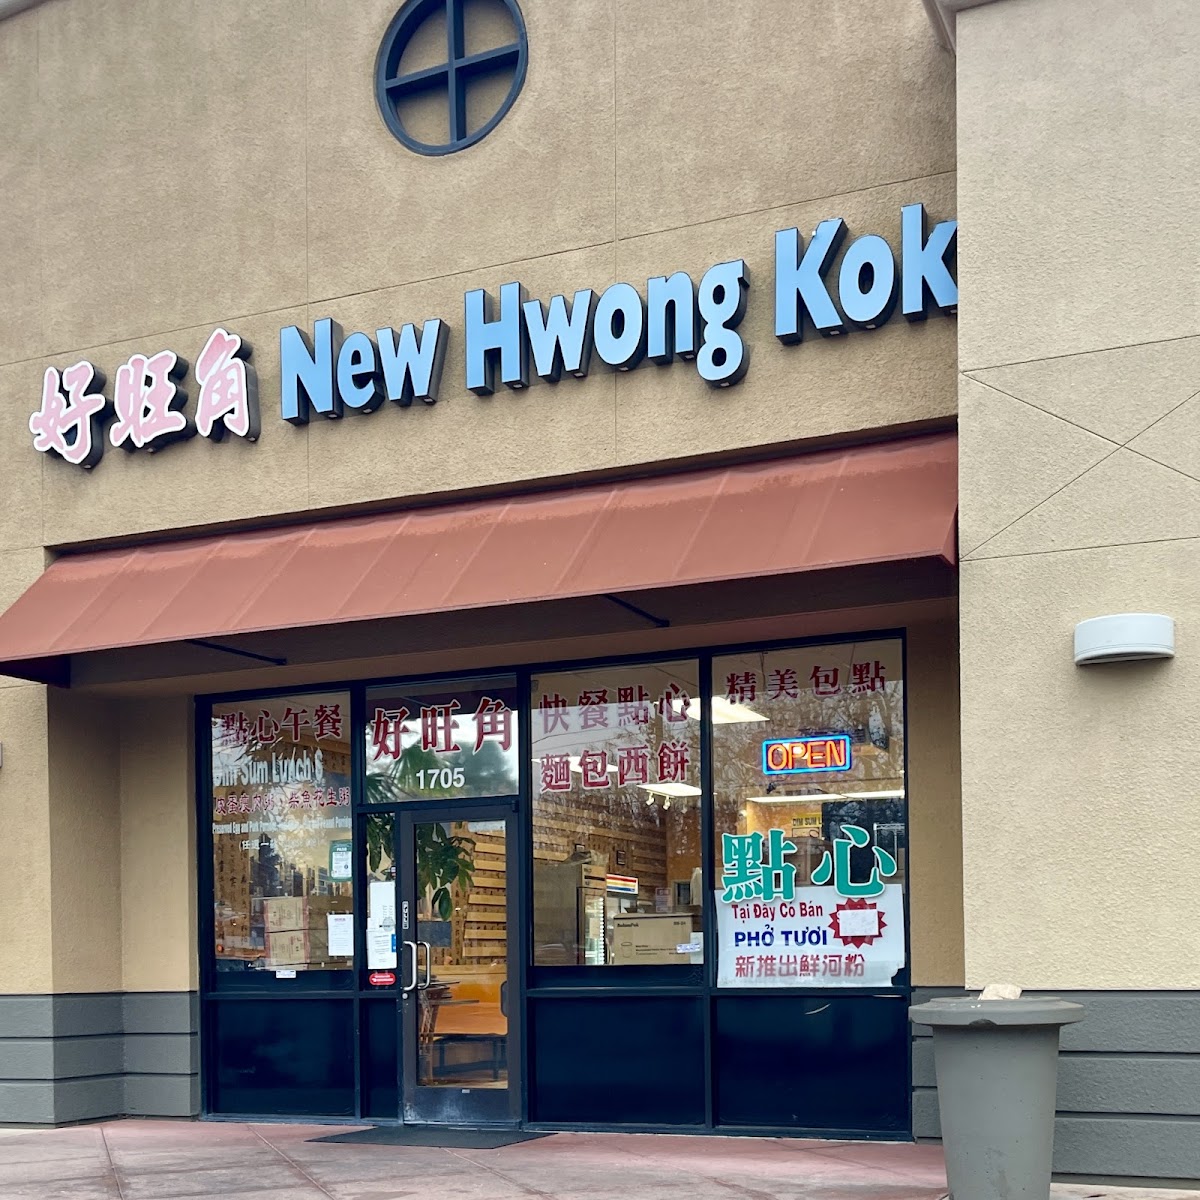 好旺角 New Hwong Kok
點心午餐
Dim Sum Lunch
好旺角
1705
快餐點心
麵包西餅
精美包點
OPEN
點心
Tại Đây Có Bán
PHỞ TƯƠI
新推出鮮河粉